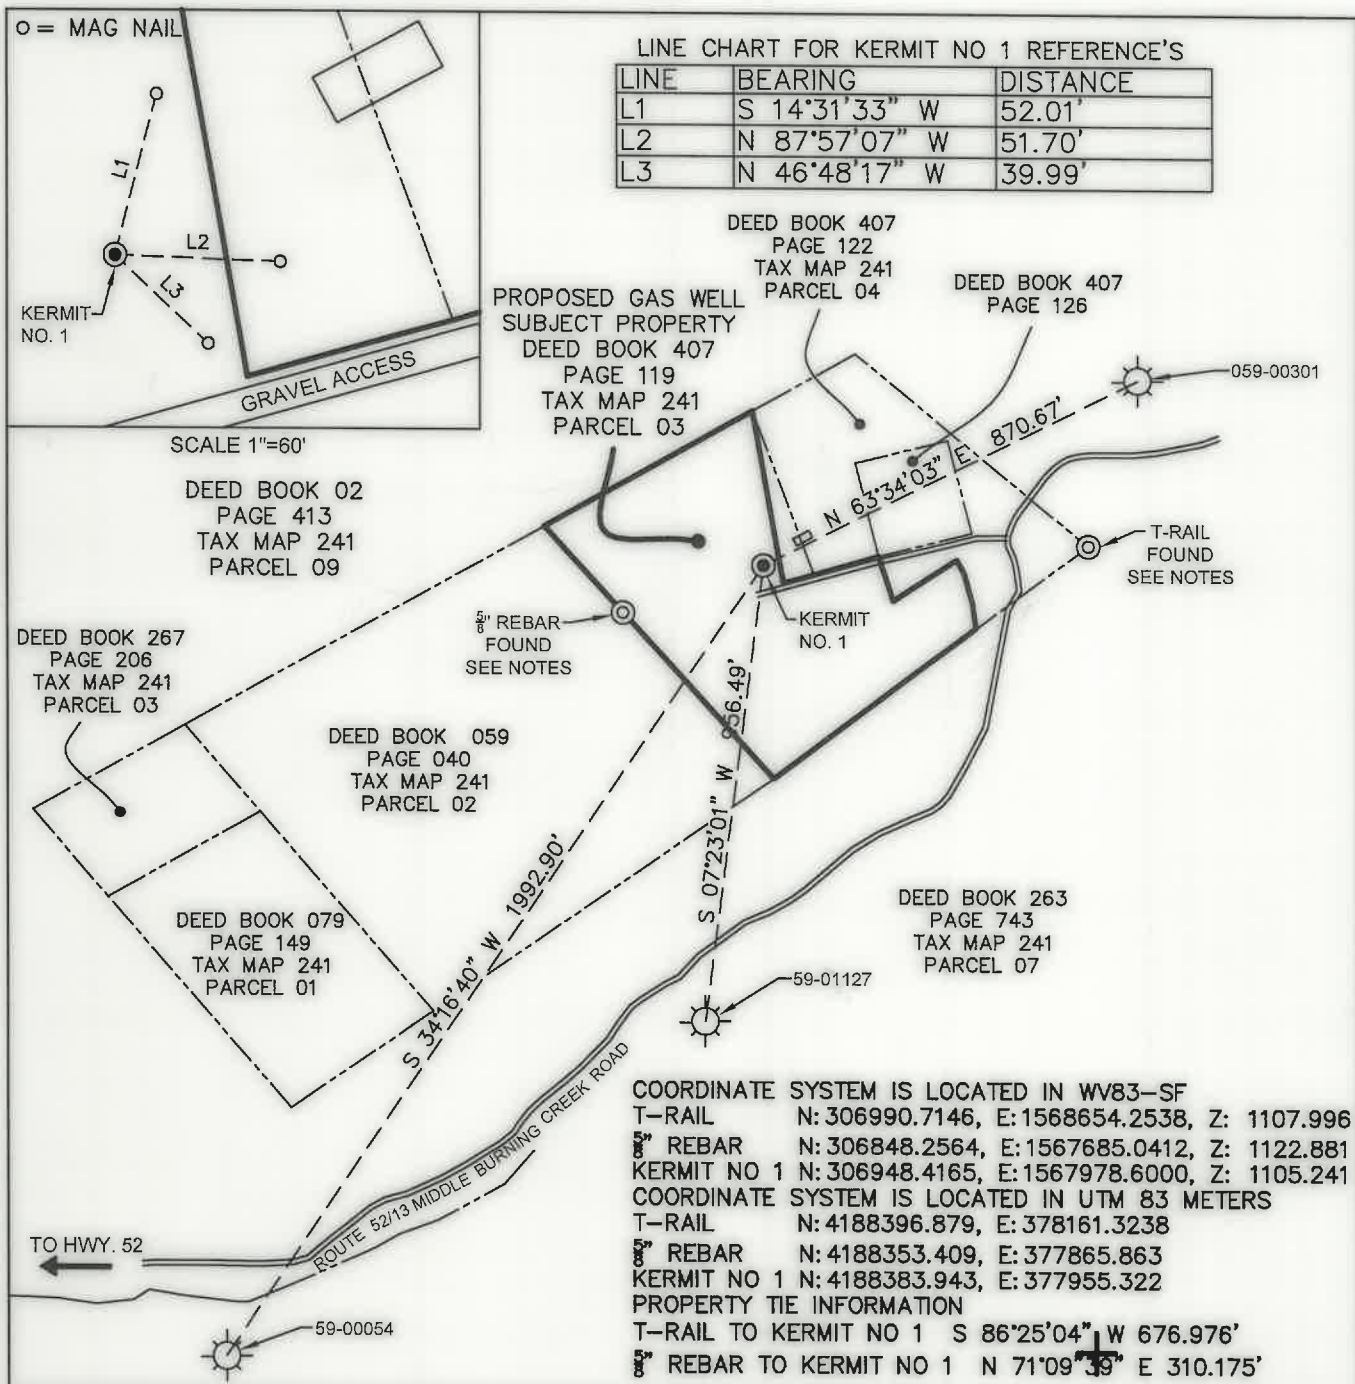 O = MAG NAIL
L1
L2
L3
KERMIT
NO. 1
GRAVEL ACCESS
SCALE 1"=60'
LINE CHART FOR KERMIT NO 1 REFERENCE'S
LINE BEARING DISTANCE
L1 S 14°31'33" W 52.01'
L2 N 87°57'07" W 51.70'
L3 N 46°48'17" W 39.99'
DEED BOOK 407
PAGE 122
TAX MAP 241
PARCEL 04
DEED BOOK 407
PAGE 126
PROPOSED GAS WELL
SUBJECT PROPERTY
DEED BOOK 407
PAGE 119
TAX MAP 241
PARCEL 03
059-00301
N 63°34'03" E 870.67'
DEED BOOK 02
PAGE 413
TAX MAP 241
PARCEL 09
T-RAIL
FOUND
SEE NOTES
5/8" REBAR
FOUND
SEE NOTES
KERMIT
NO. 1
DEED BOOK 267
PAGE 206
TAX MAP 241
PARCEL 03
DEED BOOK 059
PAGE 040
TAX MAP 241
PARCEL 02
S 07°23'01" W 56.49'
S 34°16'40" W 1992.90'
DEED BOOK 079
PAGE 149
TAX MAP 241
PARCEL 01
DEED BOOK 263
PAGE 743
TAX MAP 241
PARCEL 07
59-01127
ROUTE 52/13 MIDDLE BURNING CREEK ROAD
TO HWY. 52
59-00054
COORDINATE SYSTEM IS LOCATED IN WV83-SF
T-RAIL N: 306990.7146, E: 1568654.2538, Z: 1107.996
5/8" REBAR N: 306848.2564, E: 1567685.0412, Z: 1122.881
KERMIT NO 1 N: 306948.4165, E: 1567978.6000, Z: 1105.241
COORDINATE SYSTEM IS LOCATED IN UTM 83 METERS
T-RAIL N: 4188396.879, E: 378161.3238
5/8" REBAR N: 4188353.409, E: 377865.863
KERMIT NO 1 N: 4188383.943, E: 377955.322
PROPERTY TIE INFORMATION
T-RAIL TO KERMIT NO 1 S 86°25'04" W 676.976'
5/8" REBAR TO KERMIT NO 1 N 71°09'39" E 310.175'